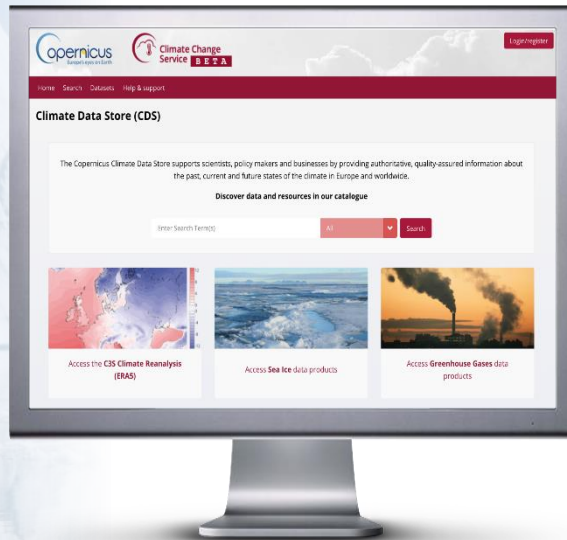 opernicus
Europe's eyes on Earth
Climate Change
Service BETA
Login/register
Home Search Datasets Help & support
Climate Data Store (CDS)
The Copernicus Climate Data Store supports scientists, policy makers and businesses by providing authoritative, quality-assured information about
the past, current and future states of the climate in Europe and worldwide.
Discover data and resources in our catalogue
Enter Search Term(s)
All
Search
Access the C3S Climate Reanalysis
(ERA5)
Access Sea Ice data products
Access Greenhouse Gases data
products